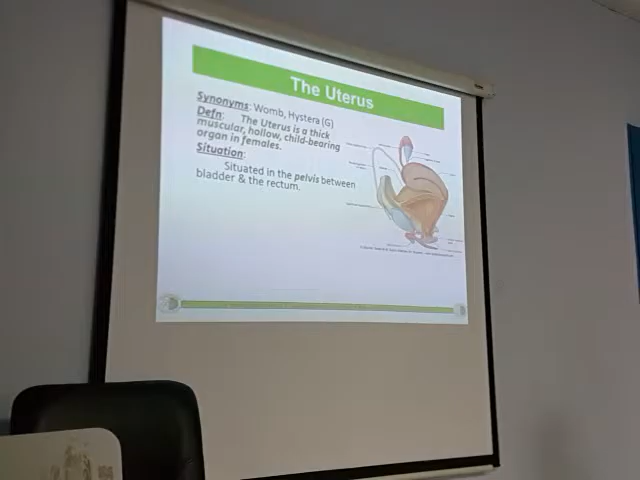 The Uterus
Synonyms: Womb, Hystera (G)
Defn: The Uterus is a thick
muscular, hollow, child-bearing
organ in females.
Situation:
Situated in the pelvis between
bladder & the rectum.